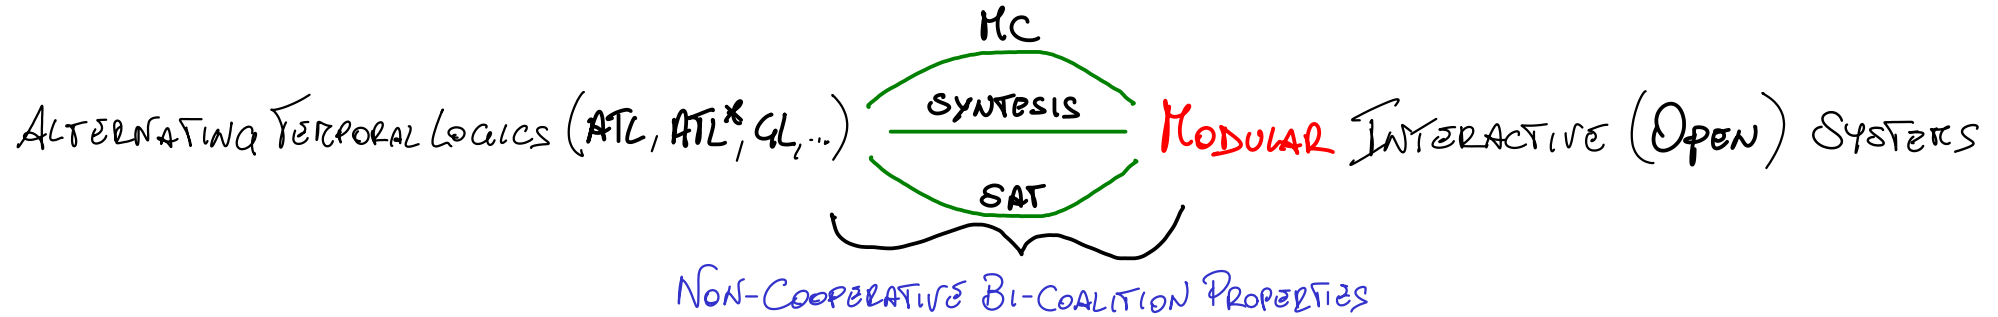 MC
ALTERNATING TEMPORAL LOGICS (ATL, ATL*, GL, ...) SYNTESIS MODULAR INTERACTIVE (OPEN) SYSTEMS
SAT
NON-COOPERATIVE BI-COALITION PROPERTIES